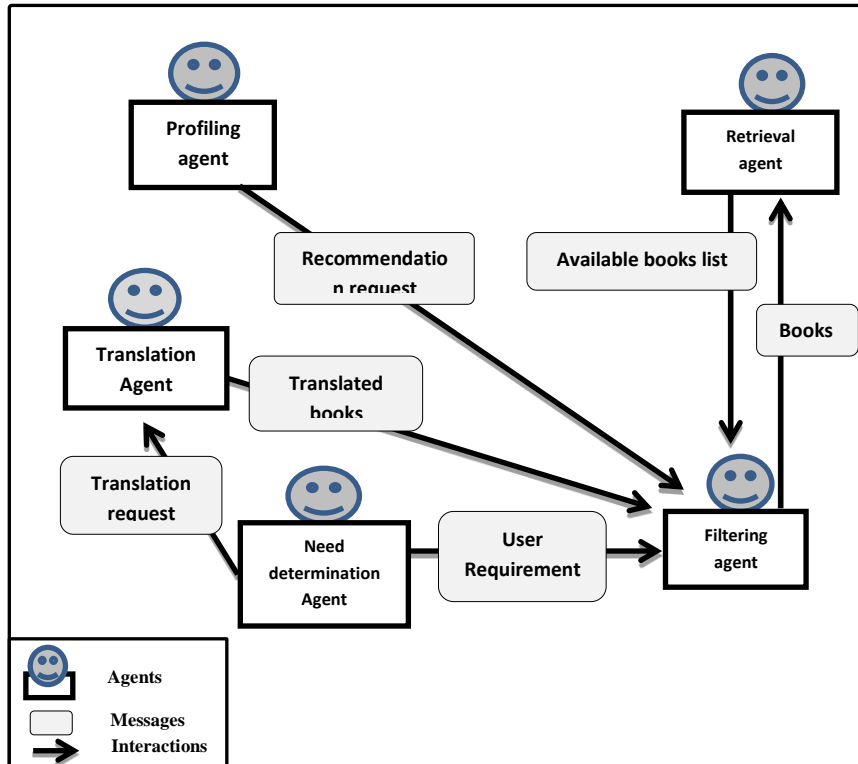 Profiling
agent
Retrieval
agent
Recommendatio
n request
Available books list
Books
Translation
Agent
Translated
books
Translation
request
Need
determination
Agent
User
Requirement
Filtering
agent
Agents
Messages
Interactions